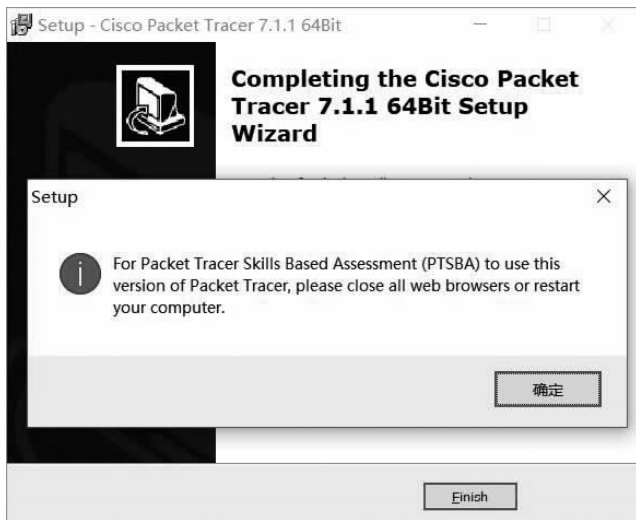 Setup - Cisco Packet Tracer 7.1.1 64Bit
Completing the Cisco Packet
Tracer 7.1.1 64Bit Setup
Wizard
Setup
For Packet Tracer Skills Based Assessment (PTSBA) to use this
version of Packet Tracer, please close all web browsers or restart
your computer.
确定
Finish